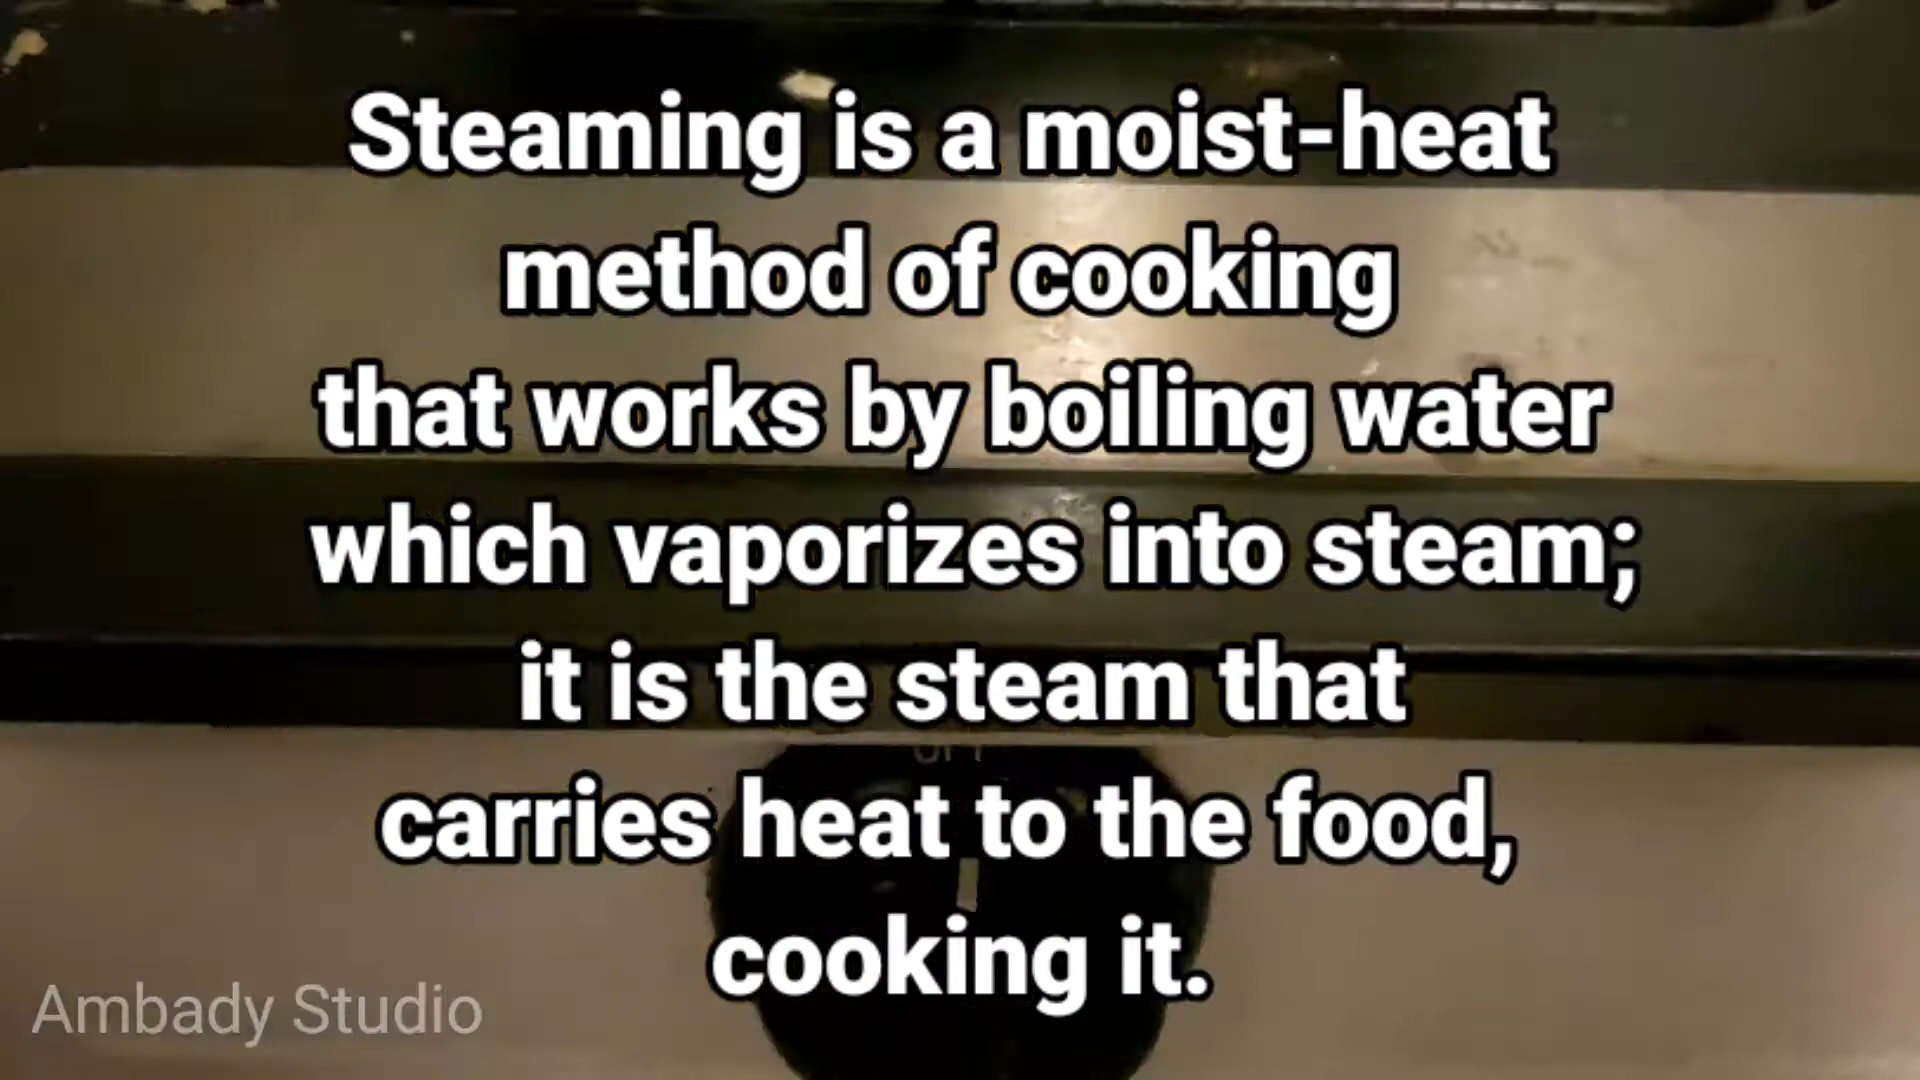 Steaming is a moist-heat
method of cooking
that works by boiling water
which vaporizes into steam;
it is the steam that
carries heat to the food,
cooking it.
Ambady Studio